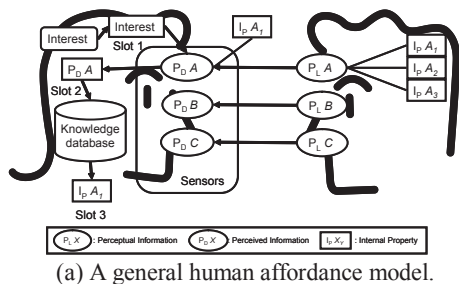 Interest
Interest
Slot 1
I_P A_1
P_D A
P_D A
P_L A
I_P A_1
I_P A_2
I_P A_3
Slot 2
P_D B
P_L B
Knowledge
database
P_D C
P_L C
Sensors
I_P A_1
Slot 3
P_L X : Perceptual Information
P_D X : Perceived Information
I_P X_Y : Internal Property
(a) A general human affordance model.